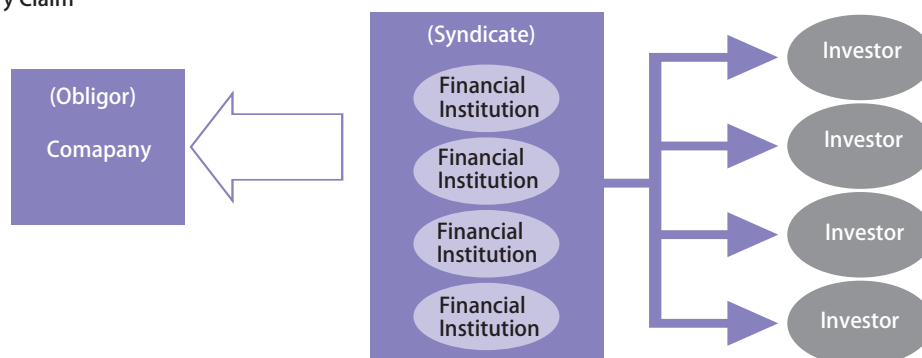 y Claim
(Obligor)
Comapany
(Syndicate)
Financial
Institution
Financial
Institution
Financial
Institution
Financial
Institution
Investor
Investor
Investor
Investor